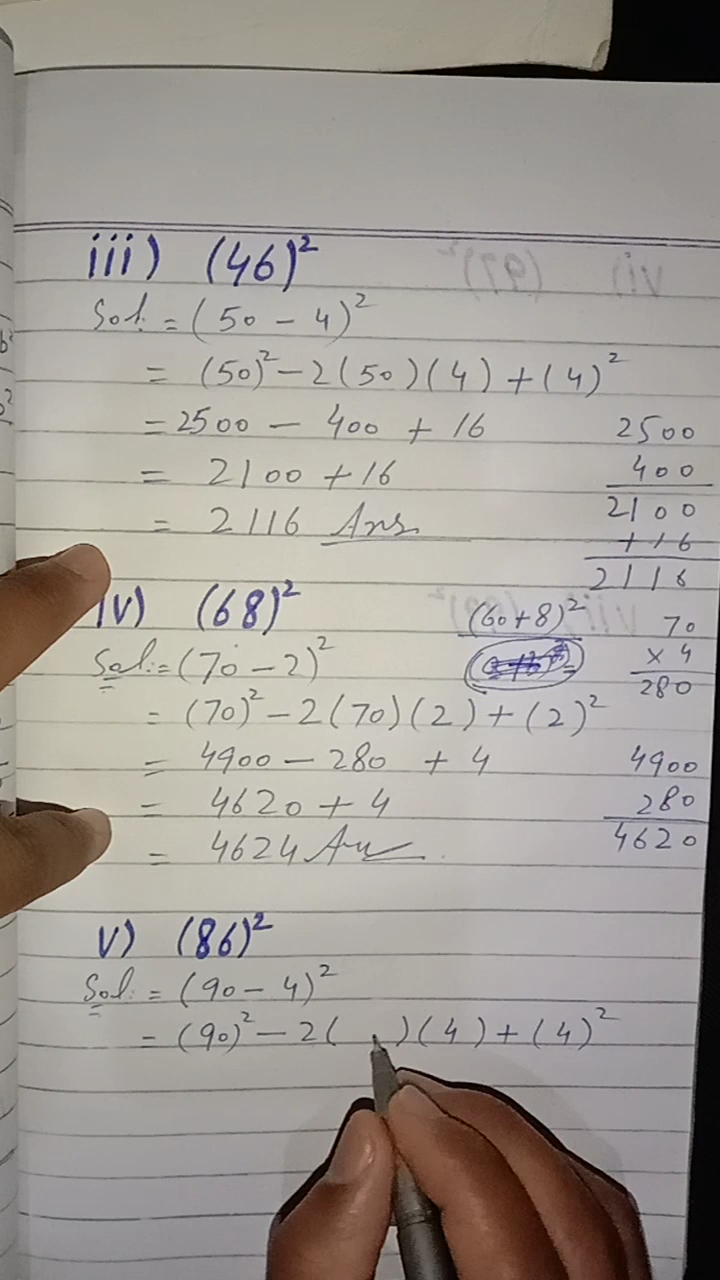 iii) (46)²
Sol: = (50 - 4)²
= (50)² - 2(50)(4) + (4)²
= 2500 - 400 + 16
= 2100 + 16
= 2116 Ans
2500
400
2100
+16
2116
iv) (68)²
(60+8)²
Sol: = (70 - 2)²
= (70)² - 2(70)(2) + (2)²
= 4900 - 280 + 4
= 4620 + 4
= 4624 Ans
70
x 4
280
4900
280
4620
v) (86)²
Sol: = (90 - 4)²
= (90)² - 2( )(4) + (4)²
vi) (97)²